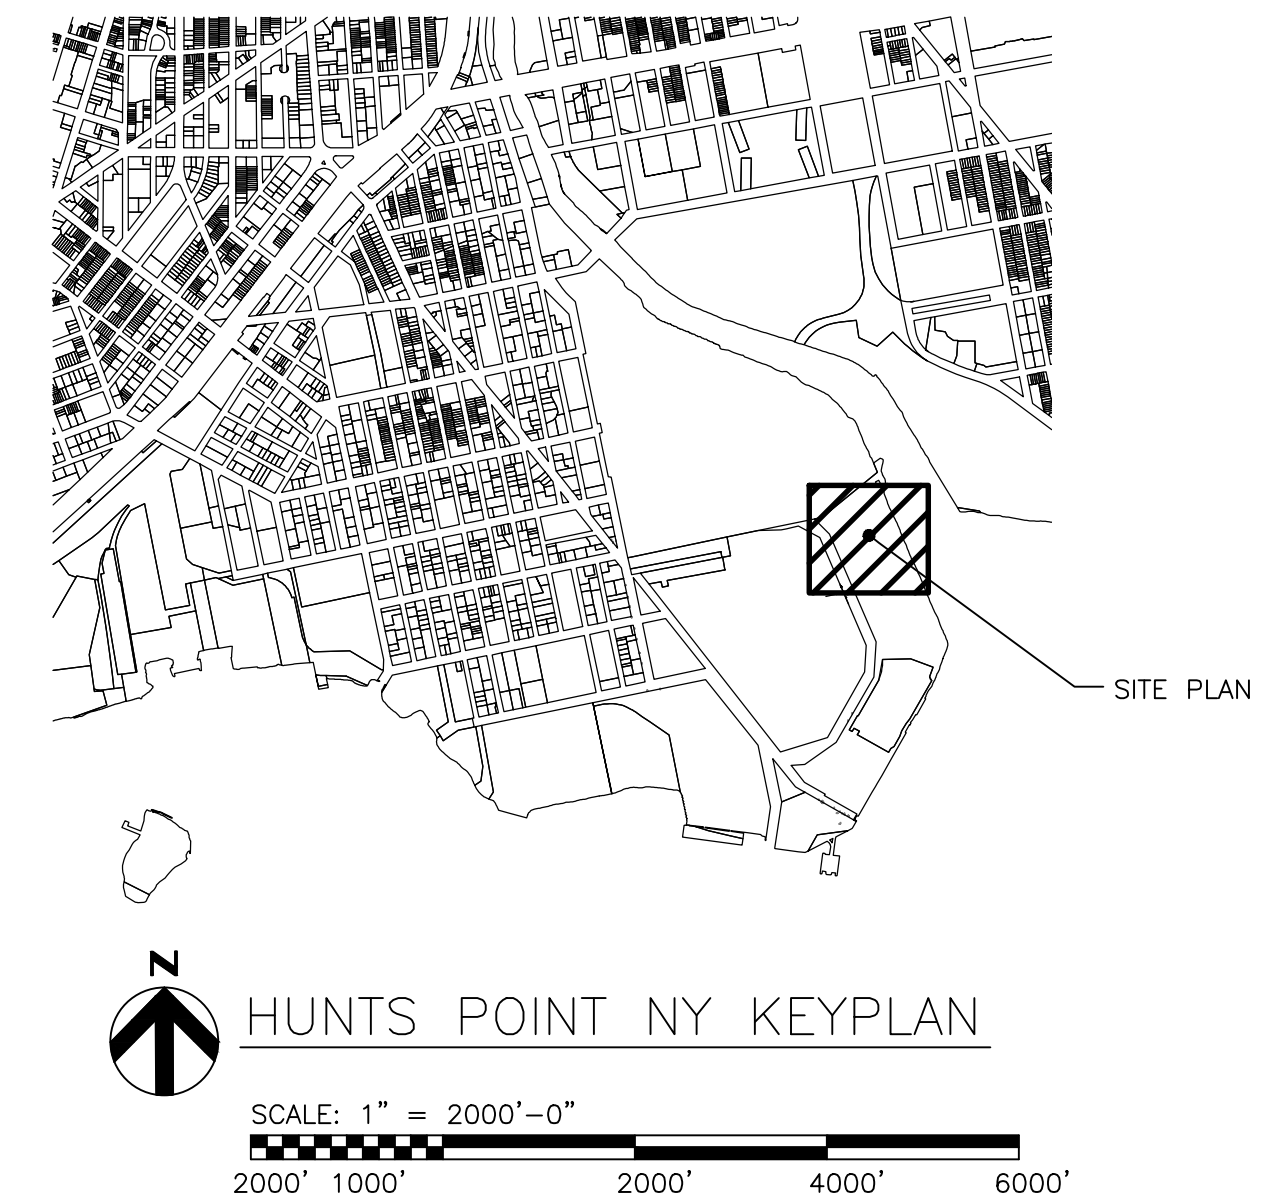 SITE PLAN
N
HUNTS POINT NY KEYPLAN
SCALE: 1" = 2000'-0"
2000' 1000' 2000' 4000' 6000'